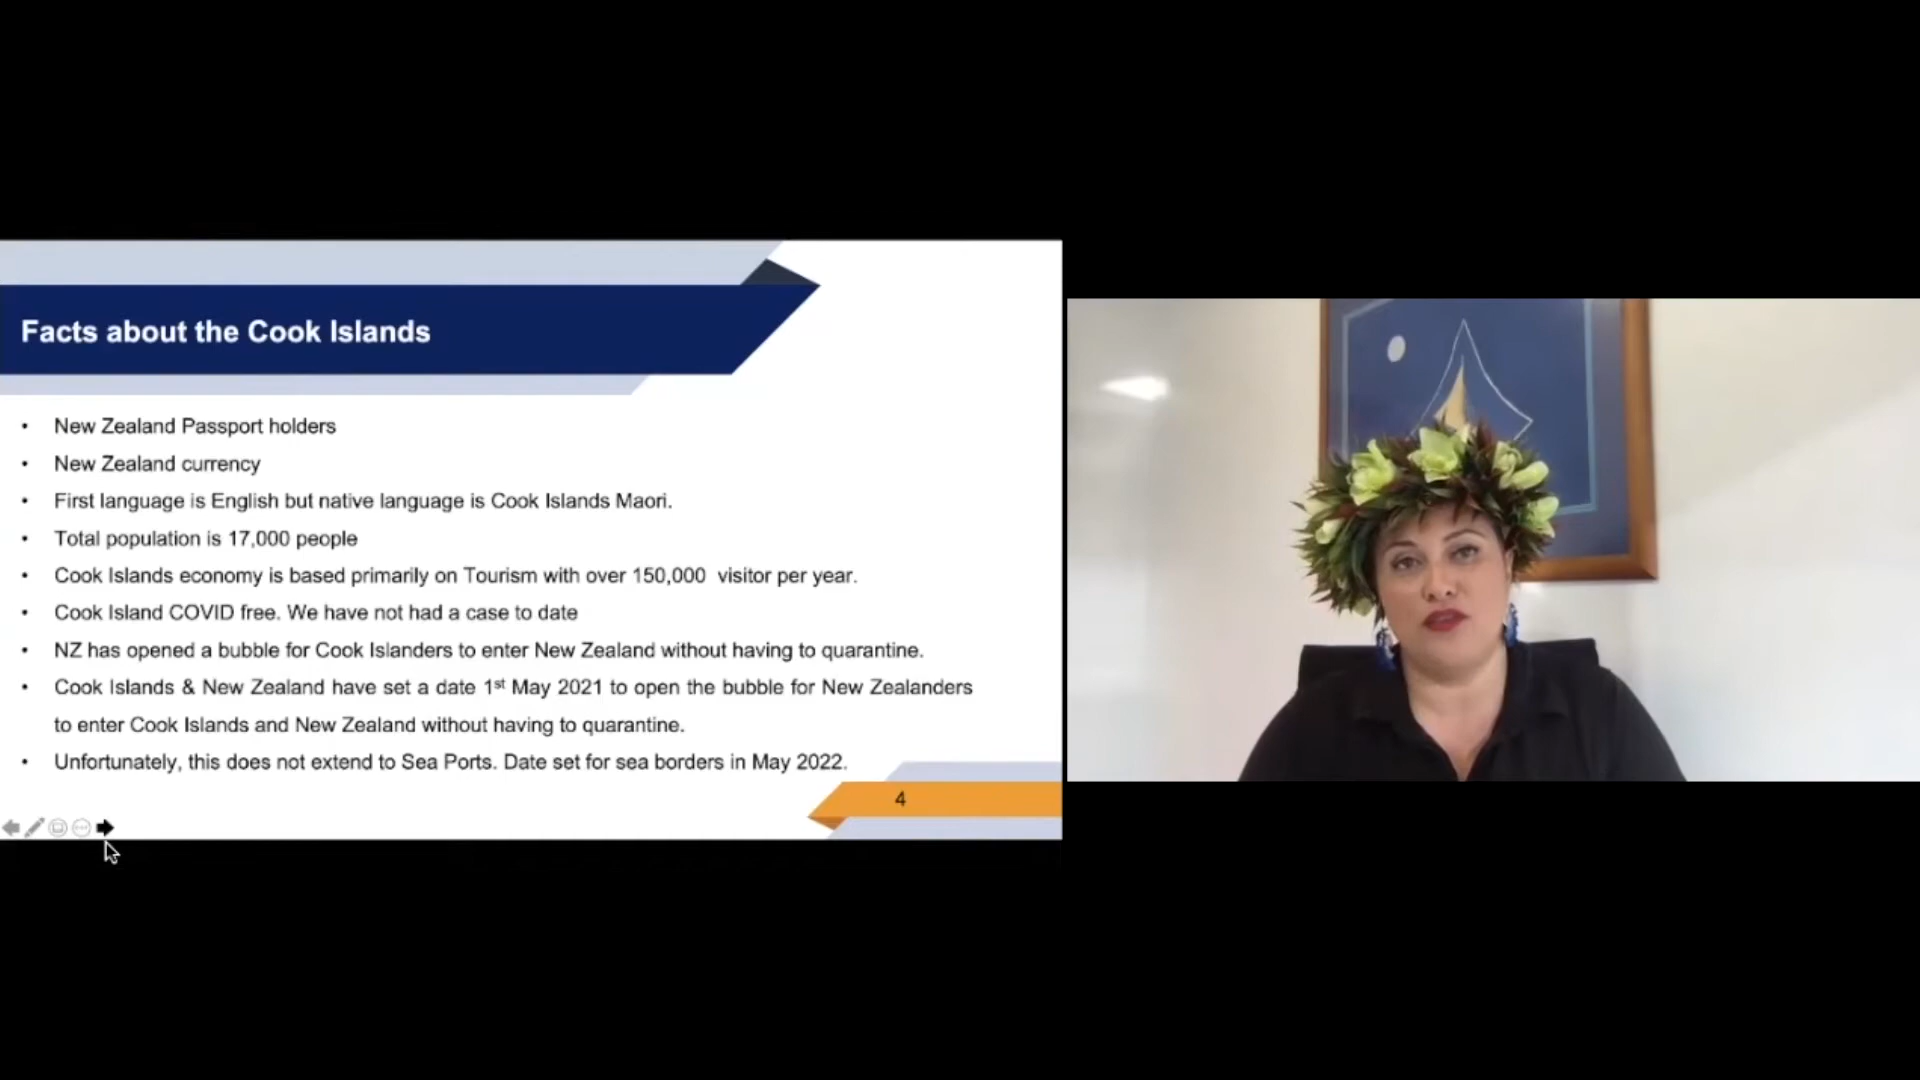 Facts about the Cook Islands
• New Zealand Passport holders
• New Zealand currency
• First language is English but native language is Cook Islands Maori.
• Total population is 17,000 people
• Cook Islands economy is based primarily on Tourism with over 150,000 visitor per year.
• Cook Island COVID free. We have not had a case to date
• NZ has opened a bubble for Cook Islanders to enter New Zealand without having to quarantine.
• Cook Islands & New Zealand have set a date 1st May 2021 to open the bubble for New Zealanders
to enter Cook Islands and New Zealand without having to quarantine.
• Unfortunately, this does not extend to Sea Ports. Date set for sea borders in May 2022.
4